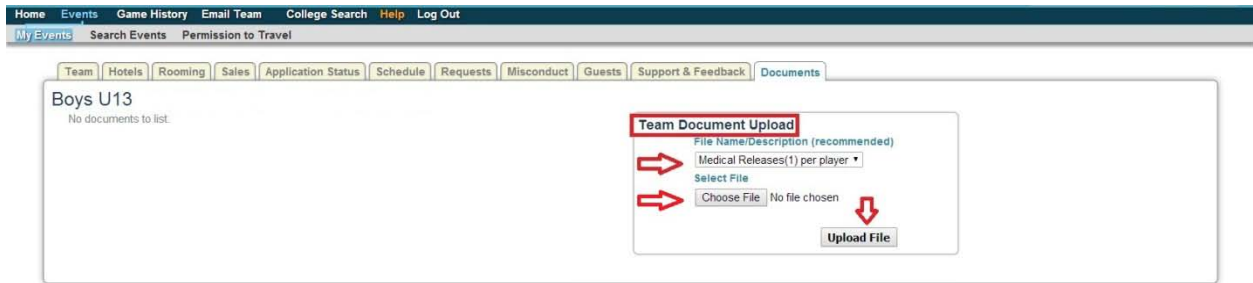 Home Events Game History Email Team College Search Help Log Out
My Events Search Events Permission to Travel
Team Hotels Rooming Sales Application Status Schedule Requests Misconduct Guests Support & Feedback Documents
Boys U13
No documents to list.
Team Document Upload
File Name/Description (recommended)
Medical Releases(1) per player
Select File
Choose File No file chosen
Upload File